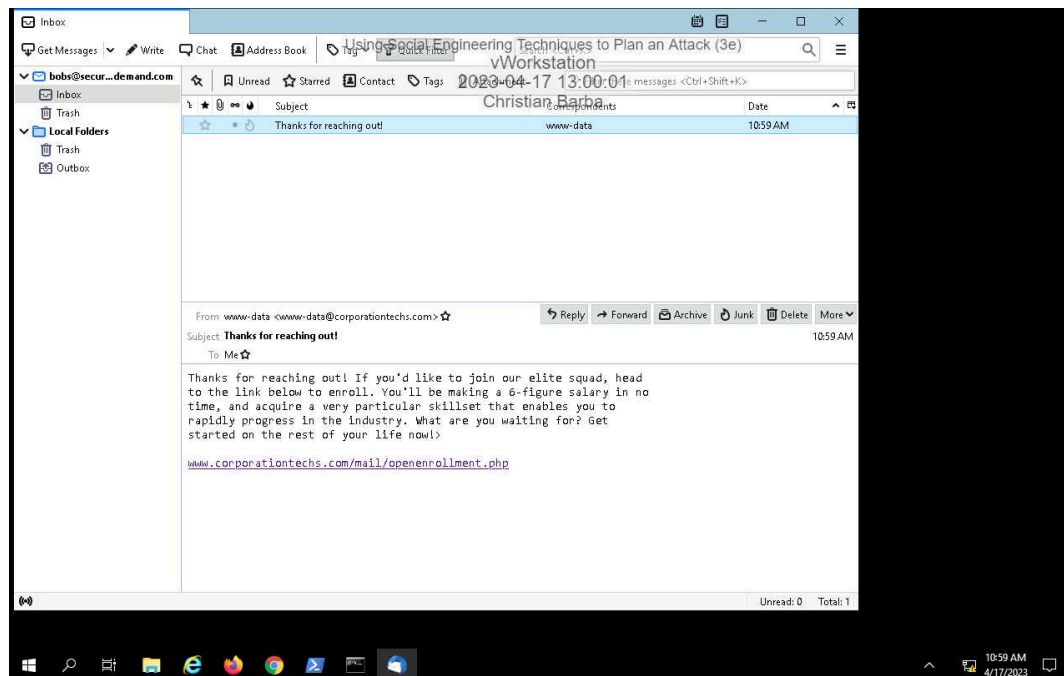 Inbox
Get Messages Write Chat Address Book Tag Quick Filter
Using Social Engineering Techniques to Plan an Attack (3e)
vWorkstation
2023-04-17 13:00:01
Christian Barba
bobs@secur...demand.com
Inbox
Trash
Local Folders
Trash
Outbox
Unread Starred Contact Tags messages <Ctrl+Shift+K>
Subject Correspondents Date
Thanks for reaching out! www-data 10:59 AM
From www-data <www-data@corporationtechs.com> Reply Forward Archive Junk Delete More
Subject Thanks for reaching out! 10:59 AM
To Me
Thanks for reaching out! If you'd like to join our elite squad, head
to the link below to enroll. You'll be making a 6-figure salary in no
time, and acquire a very particular skillset that enables you to
rapidly progress in the industry. What are you waiting for? Get
started on the rest of your life now!>
www.corporationtechs.com/mail/openenrollment.php
Unread: 0 Total: 1
10:59 AM
4/17/2023